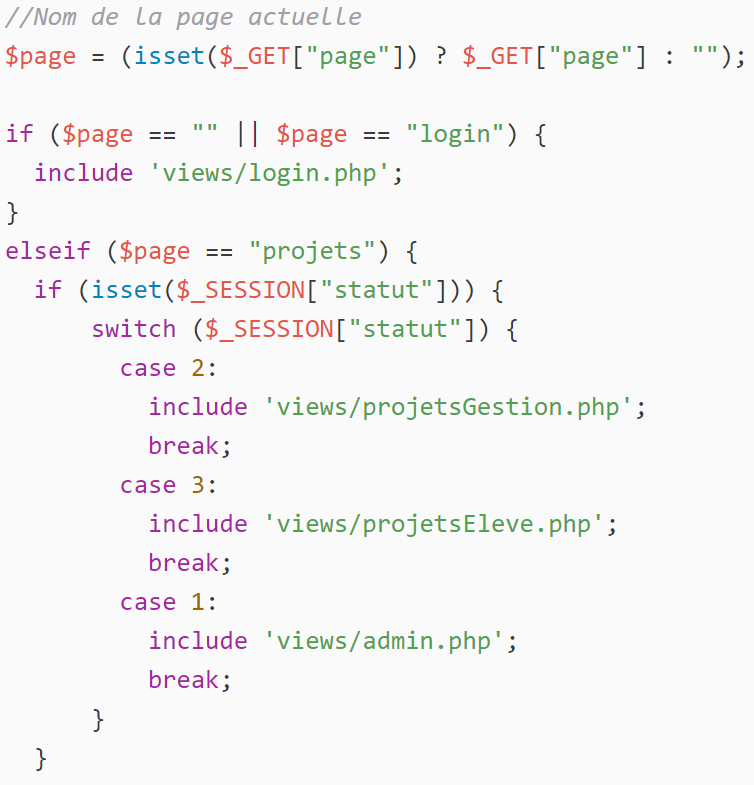 //Nom de la page actuelle
$page = (isset($_GET["page"]) ? $_GET["page"] : "");
if ($page == "" || $page == "login") {
include 'views/login.php';
}
elseif ($page == "projets") {
if (isset($_SESSION["statut"])) {
switch ($_SESSION["statut"]) {
case 2:
include 'views/projetsGestion.php';
break;
case 3:
include 'views/projetsEleve.php';
break;
case 1:
include 'views/admin.php';
break;
}
}